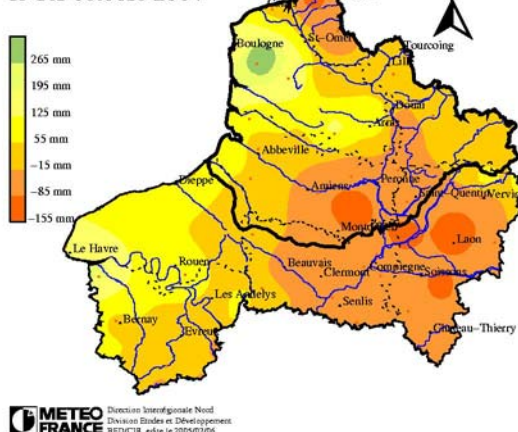 265 mm
195 mm
125 mm
55 mm
−15 mm
−85 mm
−155 mm
Boulogne
St-Omer
Tourcoing
Lille
Douai
Abbeville
Dieppe
Amiens
Peronne
Saint-Quentin
Laon
Le Havre
Rouen
Beauvais
Clermont
Compiegne
Soissons
Les Andelys
Senlis
Bernay
Evreux
Chateau-Thierry
METEO
FRANCE
Direction Interrégionale Nord
Division Etudes et Développement